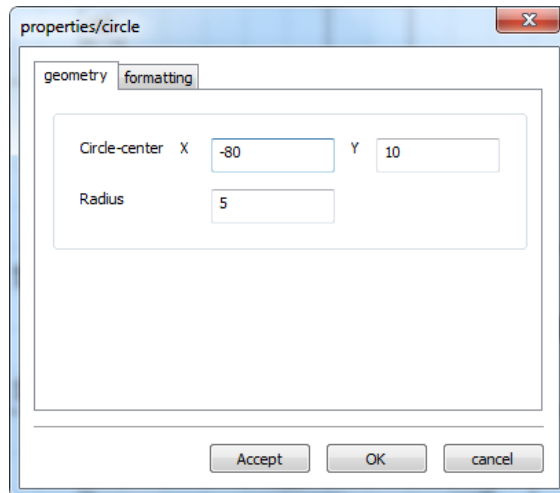 properties/circle
geometry formatting
Circle-center X -80 Y 10
Radius 5
Accept OK cancel